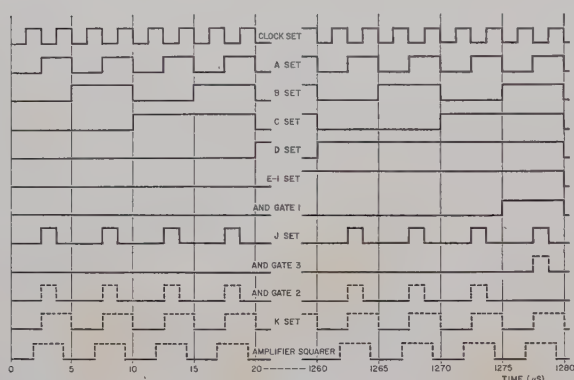 CLOCK SET
A SET
B SET
C SET
D SET
E-1 SET
AND GATE 1
J SET
AND GATE 3
AND GATE 2
K SET
AMPLIFIER SQUARER
0 5 10 15 20 1260 1265 1270 1275 1280
TIME (μS)